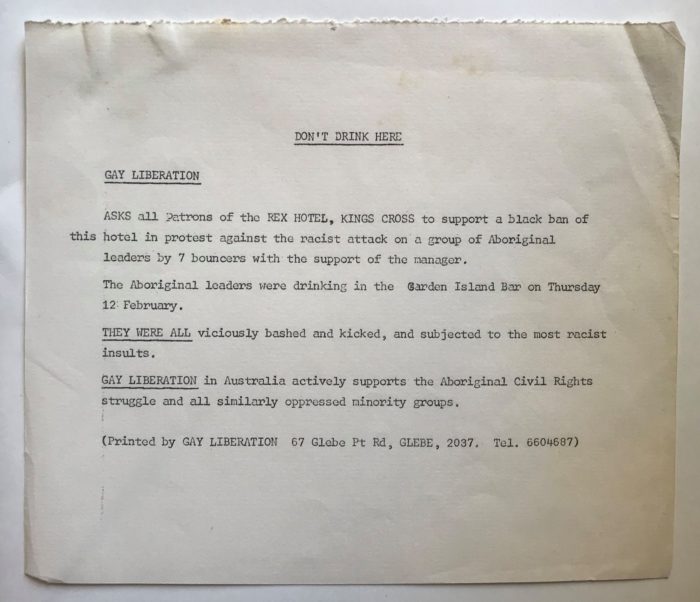 DON'T DRINK HERE
GAY LIBERATION
ASKS all Patrons of the REX HOTEL, KINGS CROSS to support a black ban of
this hotel in protest against the racist attack on a group of Aboriginal
leaders by 7 bouncers with the support of the manager.
The Aboriginal leaders were drinking in the Garden Island Bar on Thursday
12 February.
THEY WERE ALL viciously bashed and kicked, and subjected to the most racist
insults.
GAY LIBERATION in Australia actively supports the Aboriginal Civil Rights
struggle and all similarly oppressed minority groups.
(Printed by GAY LIBERATION 67 Glebe Pt Rd, GLEBE, 2037. Tel. 6604687)